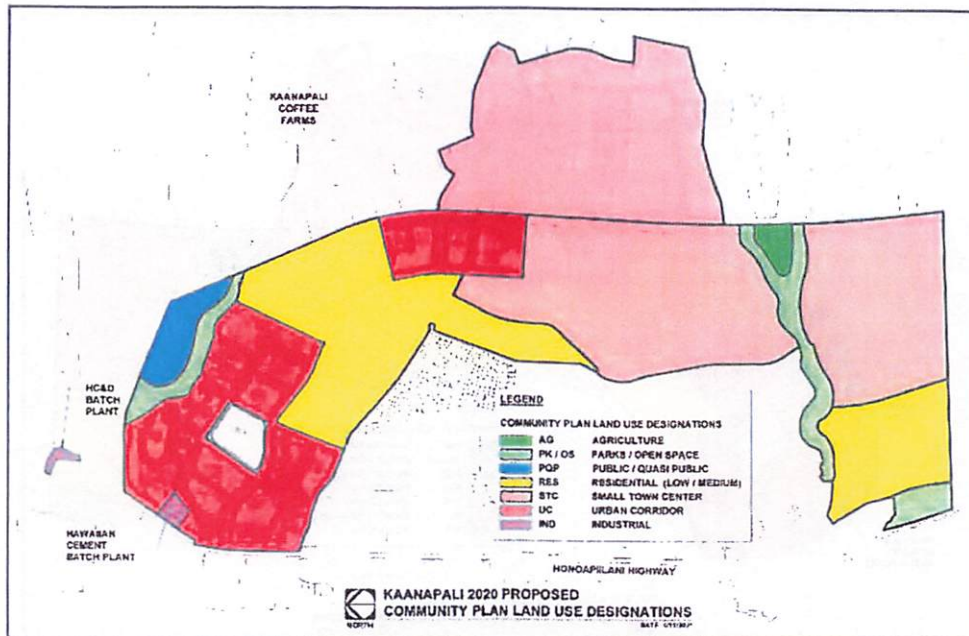 KAANAPALI
COFFEE
FARMS
HC&D
BATCH
PLANT
HAWAIIAN
CEMENT
BATCH PLANT
LEGEND
COMMUNITY PLAN LAND USE DESIGNATIONS
AG AGRICULTURE
PK / OS PARKS / OPEN SPACE
PQP PUBLIC / QUASI PUBLIC
RES RESIDENTIAL (LOW / MEDIUM)
STC SMALL TOWN CENTER
UC URBAN CORRIDOR
IND INDUSTRIAL
HONOAPIILANI HIGHWAY
KAANAPALI 2020 PROPOSED
COMMUNITY PLAN LAND USE DESIGNATIONS
NORTH
DATE